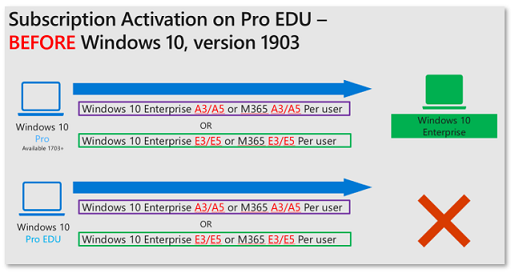 Subscription Activation on Pro EDU –
BEFORE Windows 10, version 1903
Windows 10 Enterprise A3/A5 or M365 A3/A5 Per user
OR
Windows 10 Enterprise E3/E5 or M365 E3/E5 Per user
Windows 10
Pro
Available 1703+
Windows 10
Enterprise
Windows 10 Enterprise A3/A5 or M365 A3/A5 Per user
OR
Windows 10 Enterprise E3/E5 or M365 E3/E5 Per user
Windows 10
Pro EDU